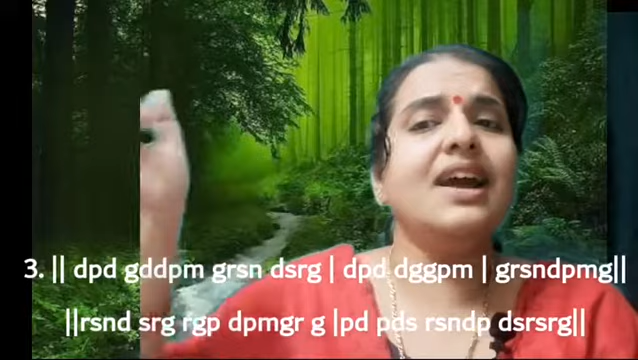 3. || dpd gddpm grsn dsrg | dpd dggpm | grsndpmg||
||rsnd srg rgp dpmgr g |pd pds rsndp dsrsrg||